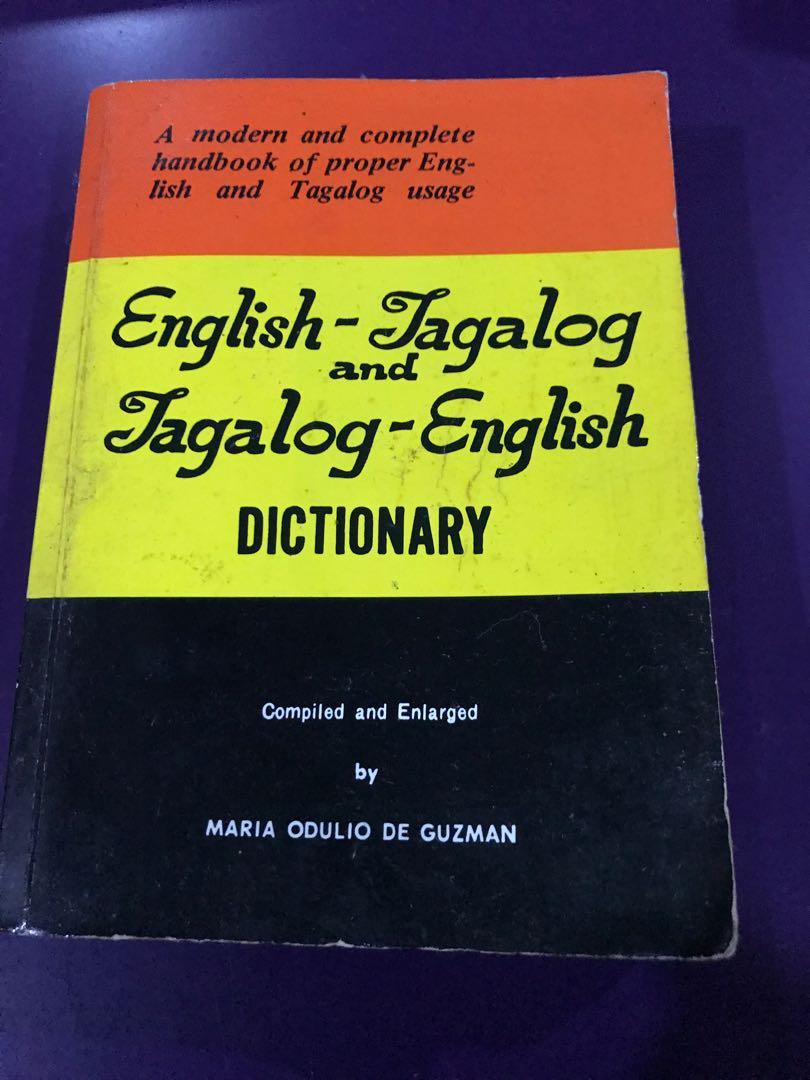 A modern and complete
handbook of proper Eng-
lish and Tagalog usage
English-Tagalog
and
Tagalog-English
DICTIONARY
Compiled and Enlarged
by
MARIA ODULIO DE GUZMAN